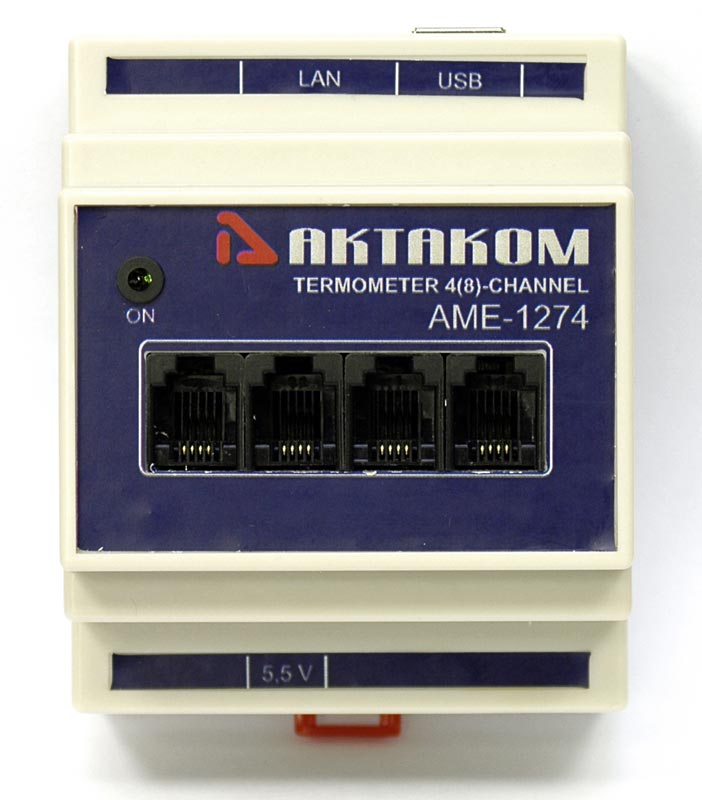 LAN USB
AKTAKOM
TERMOMETER 4(8)-CHANNEL
AME-1274
ON
5,5 V